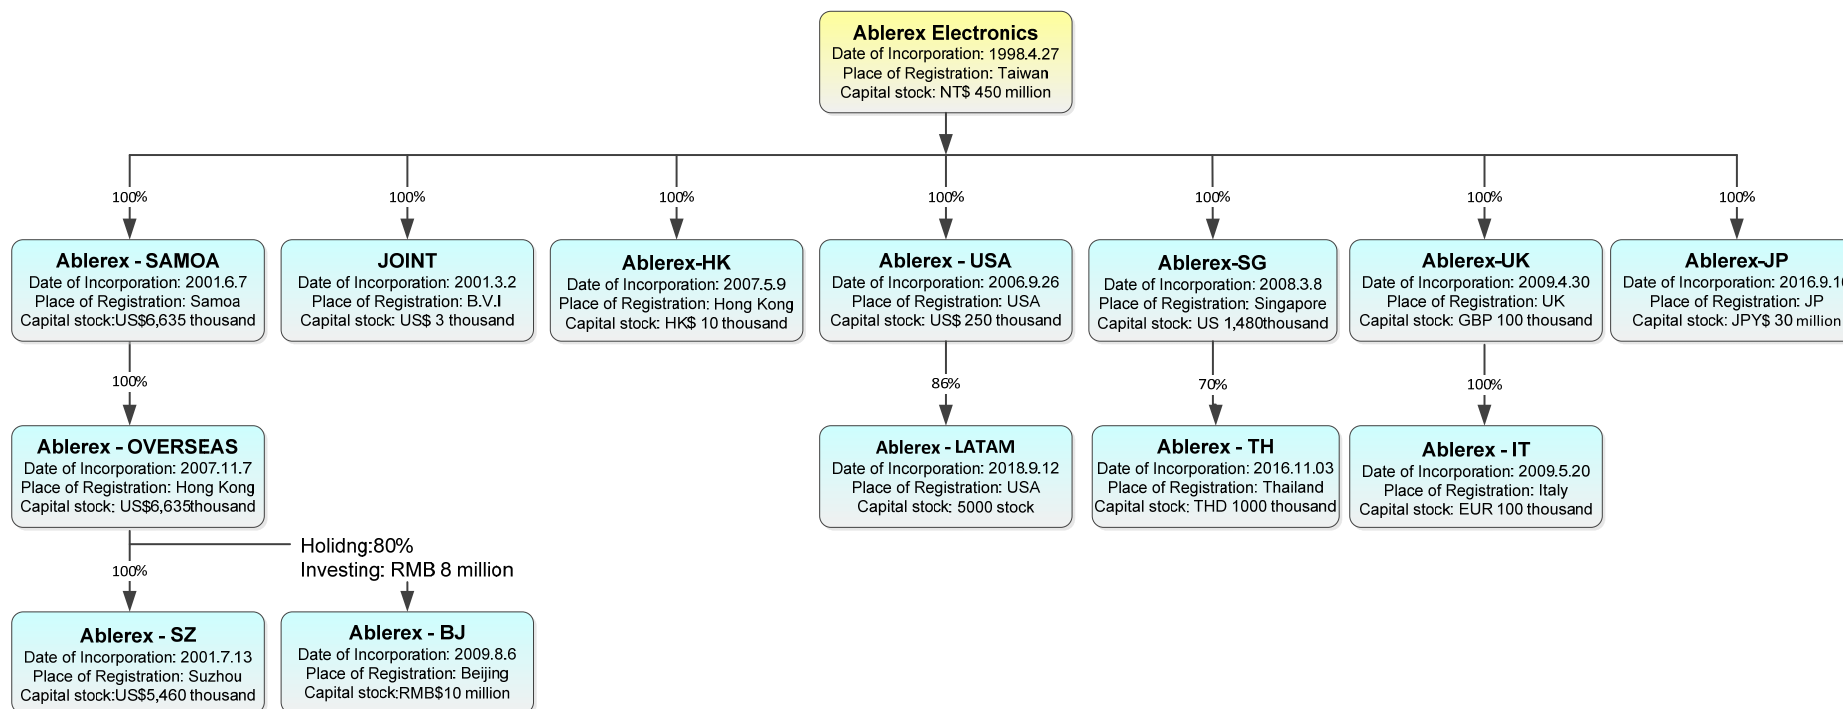 Ablerex Electronics
Date of Incorporation: 1998.4.27
Place of Registration: Taiwan
Capital stock: NT$ 450 million
100%
100%
100%
100%
100%
100%
100%
Ablerex - SAMOA
Date of Incorporation: 2001.6.7
Place of Registration: Samoa
Capital stock:US$6,635 thousand
JOINT
Date of Incorporation: 2001.3.2
Place of Registration: B.V.I
Capital stock: US$ 3 thousand
Ablerex-HK
Date of Incorporation: 2007.5.9
Place of Registration: Hong Kong
Capital stock: HK$ 10 thousand
Ablerex - USA
Date of Incorporation: 2006.9.26
Place of Registration: USA
Capital stock: US$ 250 thousand
Ablerex-SG
Date of Incorporation: 2008.3.8
Place of Registration: Singapore
Capital stock: US 1,480thousand
Ablerex-UK
Date of Incorporation: 2009.4.30
Place of Registration: UK
Capital stock: GBP 100 thousand
Ablerex-JP
Date of Incorporation:
Place of Registration: JP
Capital stock: JPY$ 30 million
100%
86%
70%
100%
Ablerex - OVERSEAS
Date of Incorporation: 2007.11.7
Place of Registration: Hong Kong
Capital stock: US$6,635thousand
Ablerex - LATAM
Date of Incorporation: 2018.9.12
Place of Registration: USA
Capital stock: 5000 stock
Ablerex - TH
Date of Incorporation: 2016.11.03
Place of Registration: Thailand
Capital stock: THD 1000 thousand
Ablerex - IT
Date of Incorporation: 2009.5.20
Place of Registration: Italy
Capital stock: EUR 100 thousand
Holidng:80%
Investing: RMB 8 million
100%
Ablerex - SZ
Date of Incorporation: 2001.7.13
Place of Registration: Suzhou
Capital stock:US$5,460 thousand
Ablerex - BJ
Date of Incorporation: 2009.8.6
Place of Registration: Beijing
Capital stock:RMB$10 million